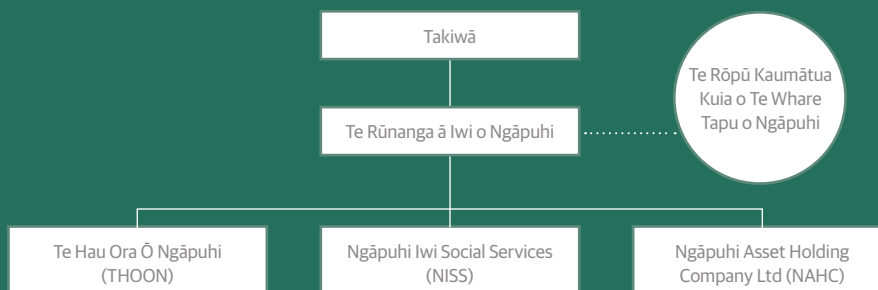 Takiwā
Te Rōpū Kaumātua
Kuia o Te Whare
Tapu o Ngāpuhi
Te Rūnanga ā Iwi o Ngāpuhi
Te Hau Ora Ō Ngāpuhi
(THOON)
Ngāpuhi Iwi Social Services
(NISS)
Ngāpuhi Asset Holding
Company Ltd (NAHC)